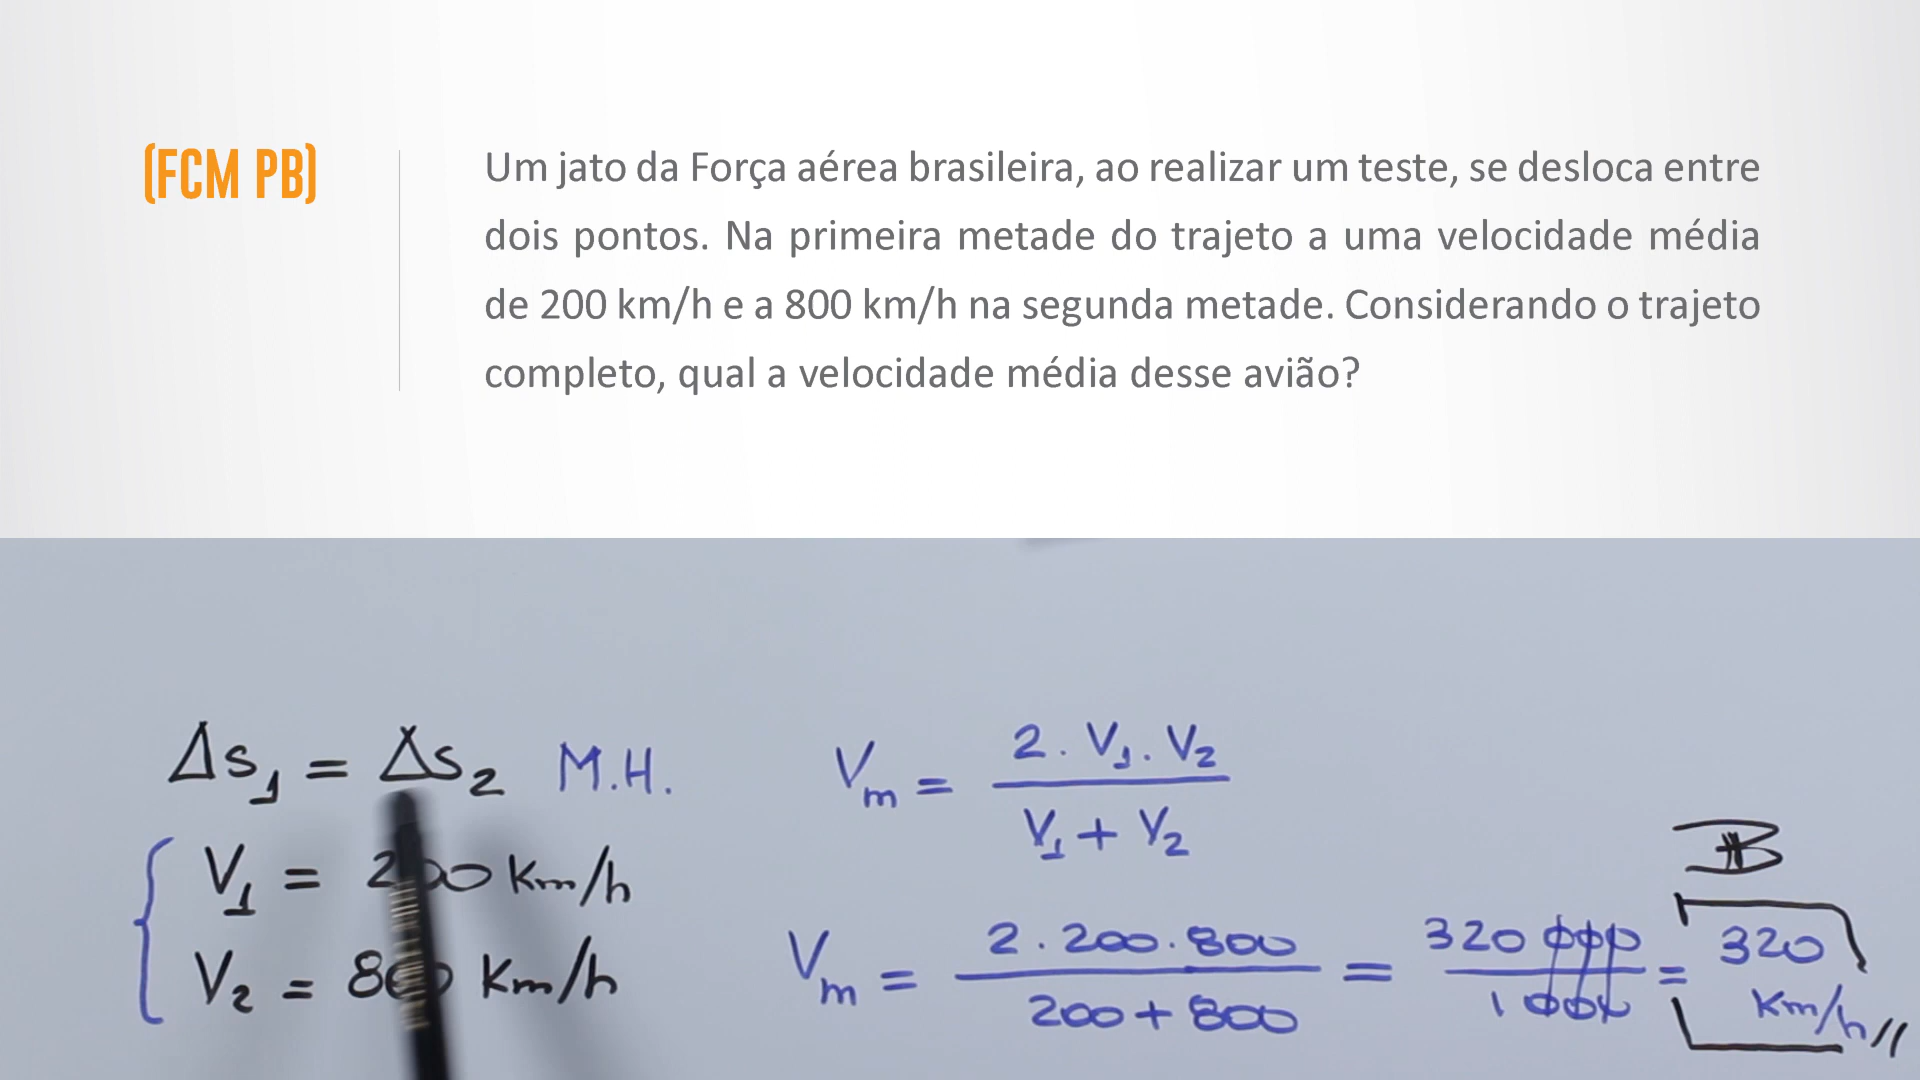 (FCM PB)
Um jato da Força aérea brasileira, ao realizar um teste, se desloca entre
dois pontos. Na primeira metade do trajeto a uma velocidade média
de 200 km/h e a 800 km/h na segunda metade. Considerando o trajeto
completo, qual a velocidade média desse avião?
Δs₁ = Δs₂ M.H.
V₁ = 200 Km/h
V₂ = 800 Km/h
Vm = 2 . V₁ . V₂
V₁ + V₂
B
Vm = 2 . 200 . 800 = 320 000 = 320
200 + 800 1 000 Km/h //